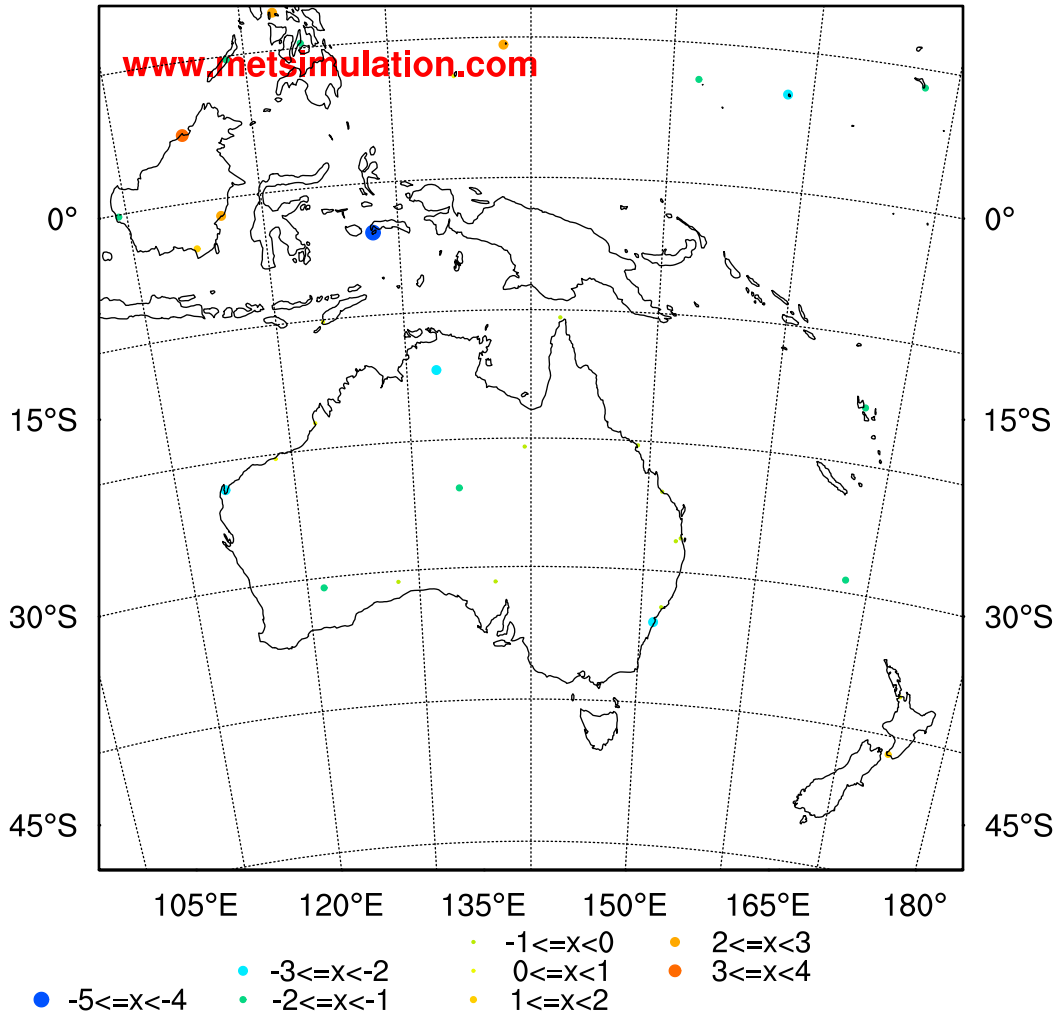 www.metsimulation.com
0° 0°
15°S 15°S
30°S 30°S
45°S 45°S
105°E 120°E 135°E 150°E 165°E 180°
-1<=x<0 2<=x<3
-3<=x<-2 0<=x<1 3<=x<4
-5<=x<-4 -2<=x<-1 1<=x<2